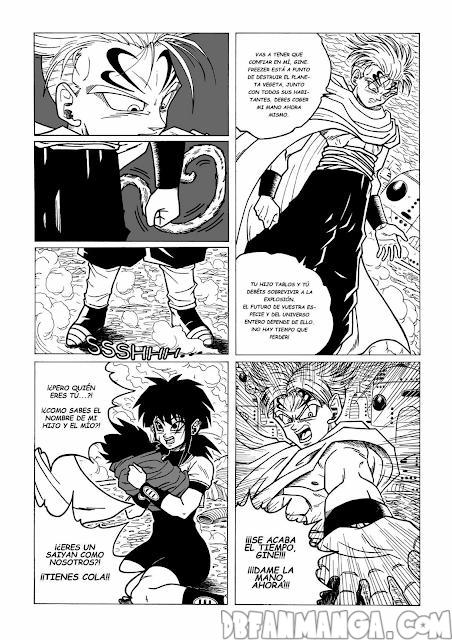 VAS A TENER QUE
CONFIAR EN MÍ, GINE.
FREEZER ESTÁ A PUNTO
DE DESTRUIR EL PLANE-
TA VEGETA, JUNTO
CON TODOS SUS HABI-
TANTES, DEBES COGER
MI MANO AHORA
MISMO.
SSSHHH...
TU HIJO TABLOS Y TÚ
DEBÉIS SOBREVIVIR A LA
EXPLOSIÓN.
EL FUTURO DE VUESTRA ES-
PECIE Y DEL UNIVERSO
ENTERO DEPENDE DE ELLO.
¡NO HAY TIEMPO QUE
PERDER!
¡¿PERO QUIÉN
ERES TÚ...?!
¡¿COMO SABES EL
NOMBRE DE MI
HIJO Y EL MÍO?!
¡¿ERES UN
SAIYAN COMO
NOSOTROS?!
¡¡TIENES COLA!!
¡¡¡SE ACABA
EL TIEMPO,
GINE!!!
¡¡¡DAME LA
MANO
AHORA!!!
DBFANMANGA.COM